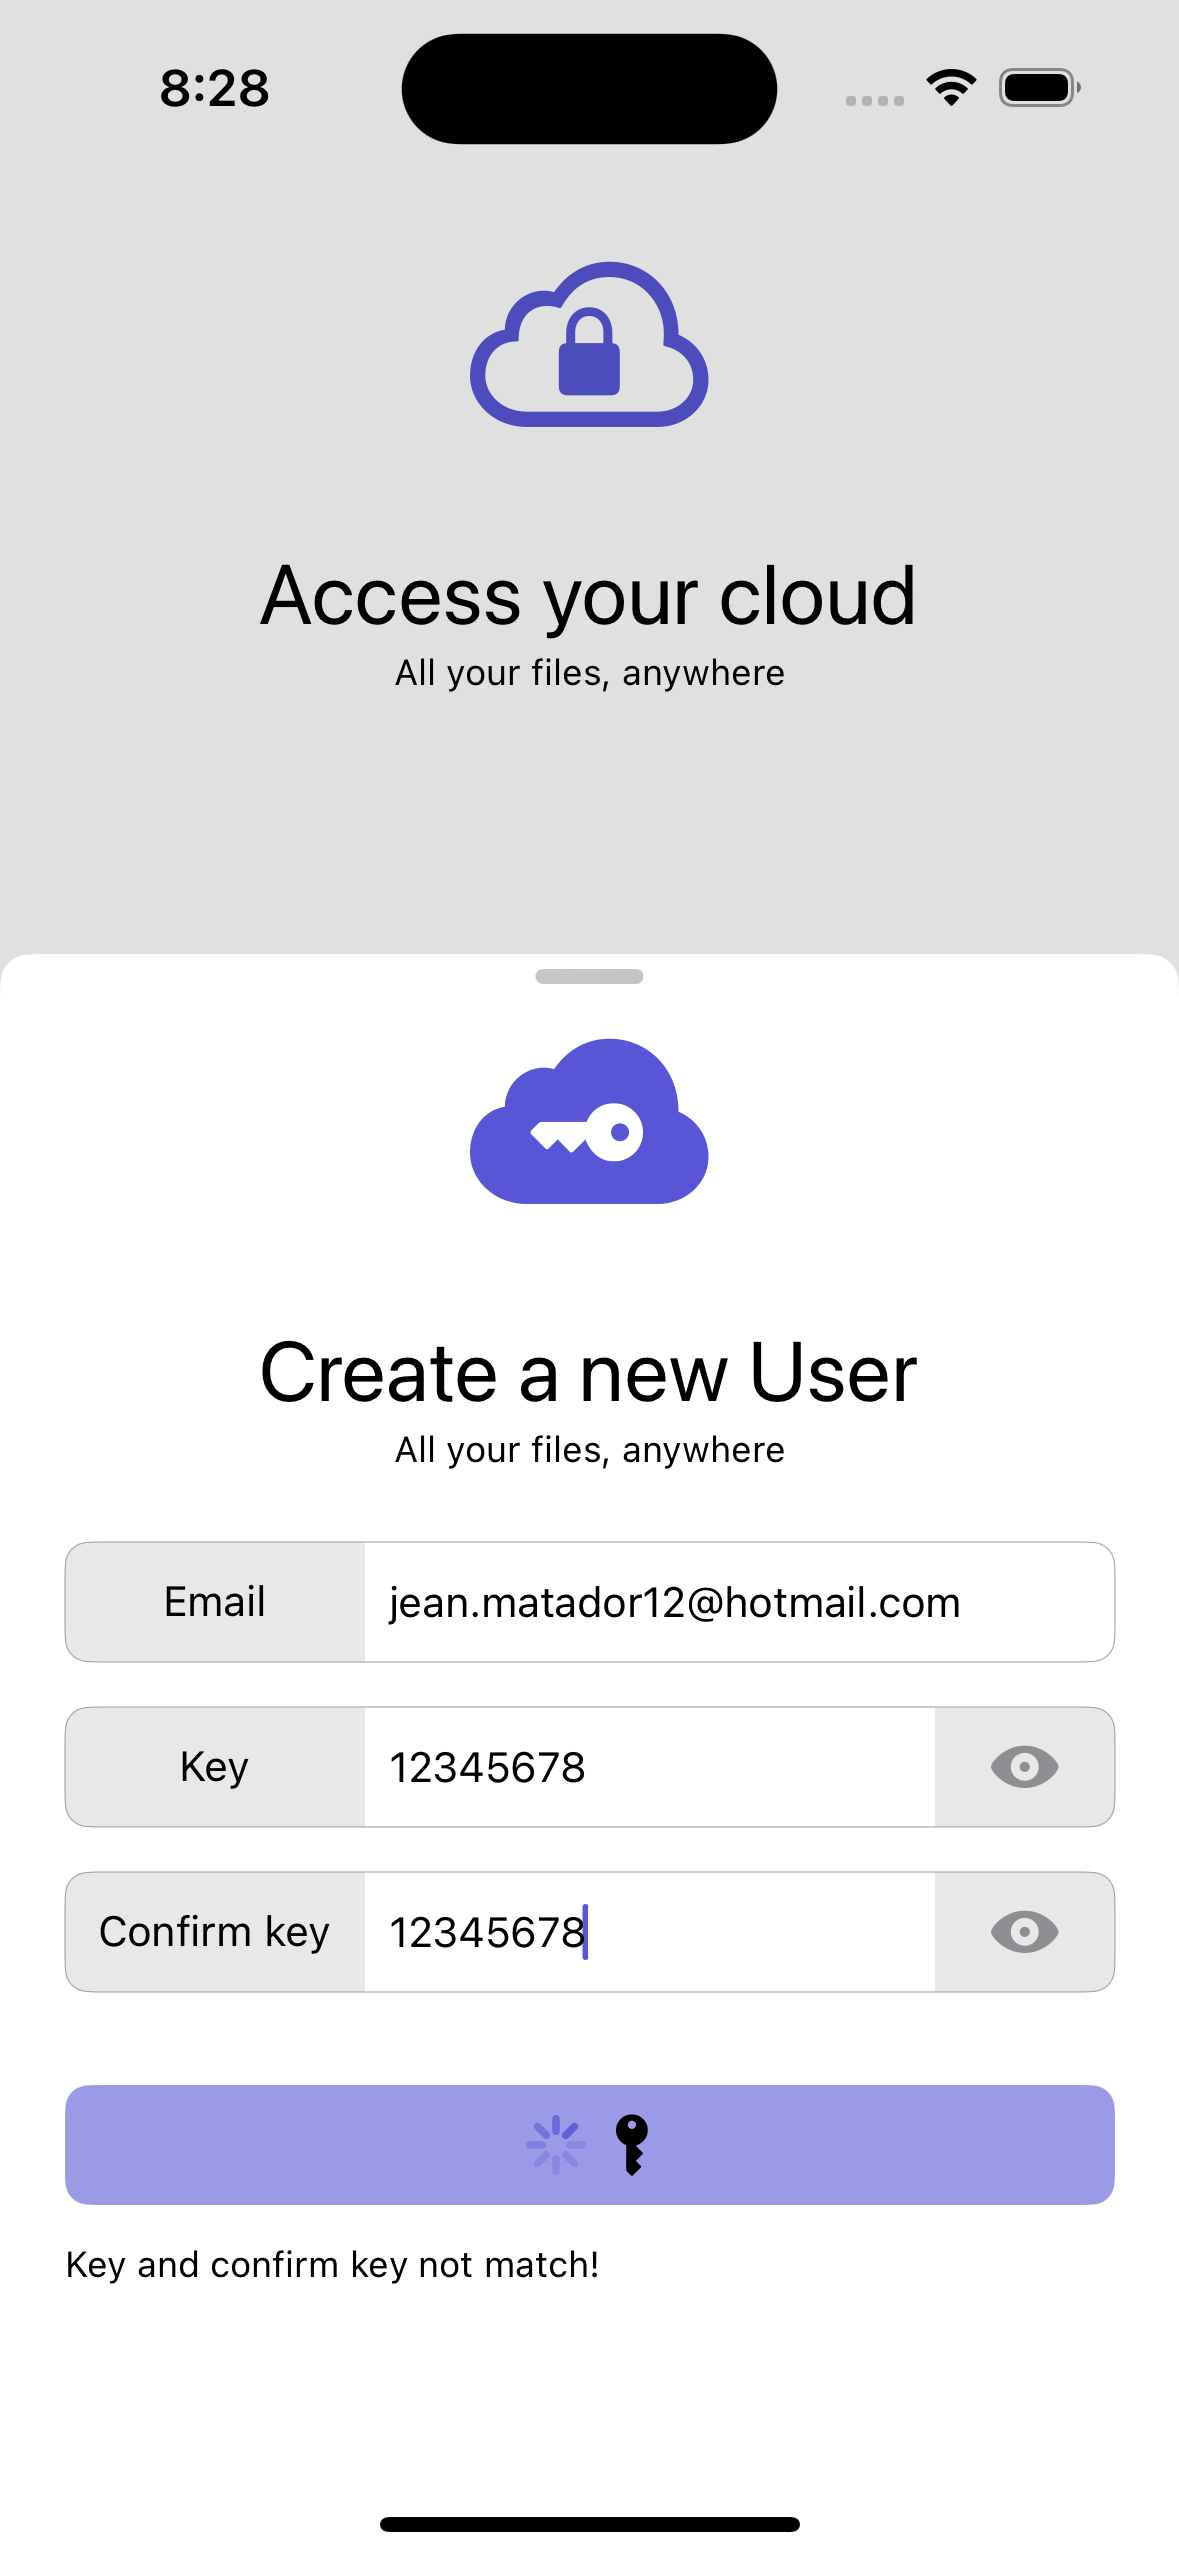 8:28
Access your cloud
All your files, anywhere
Create a new User
All your files, anywhere
Email jean.matador12@hotmail.com
Key 12345678
Confirm key 12345678
Key and confirm key not match!